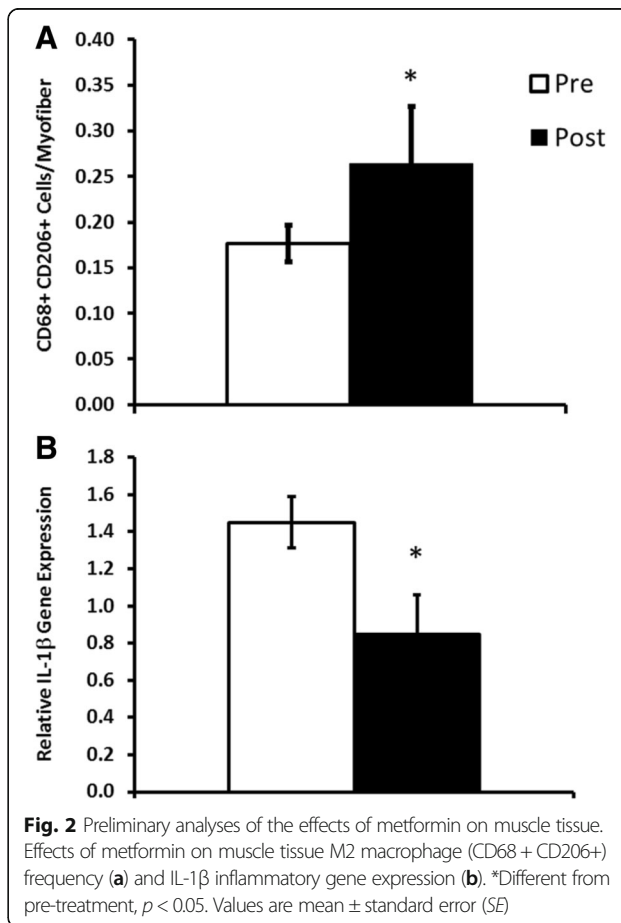 A
0.40
0.35
0.30
0.25
0.20
0.15
0.10
0.05
0.00
CD68+ CD206+ Cells/Myofiber
*
Pre
Post
B
1.8
1.6
1.4
1.2
1.0
0.8
0.6
0.4
0.2
0.0
Relative IL-1β Gene Expression
*
Fig. 2 Preliminary analyses of the effects of metformin on muscle tissue.
Effects of metformin on muscle tissue M2 macrophage (CD68 + CD206+)
frequency (a) and IL-1β inflammatory gene expression (b). *Different from
pre-treatment, p < 0.05. Values are mean ± standard error (SE)